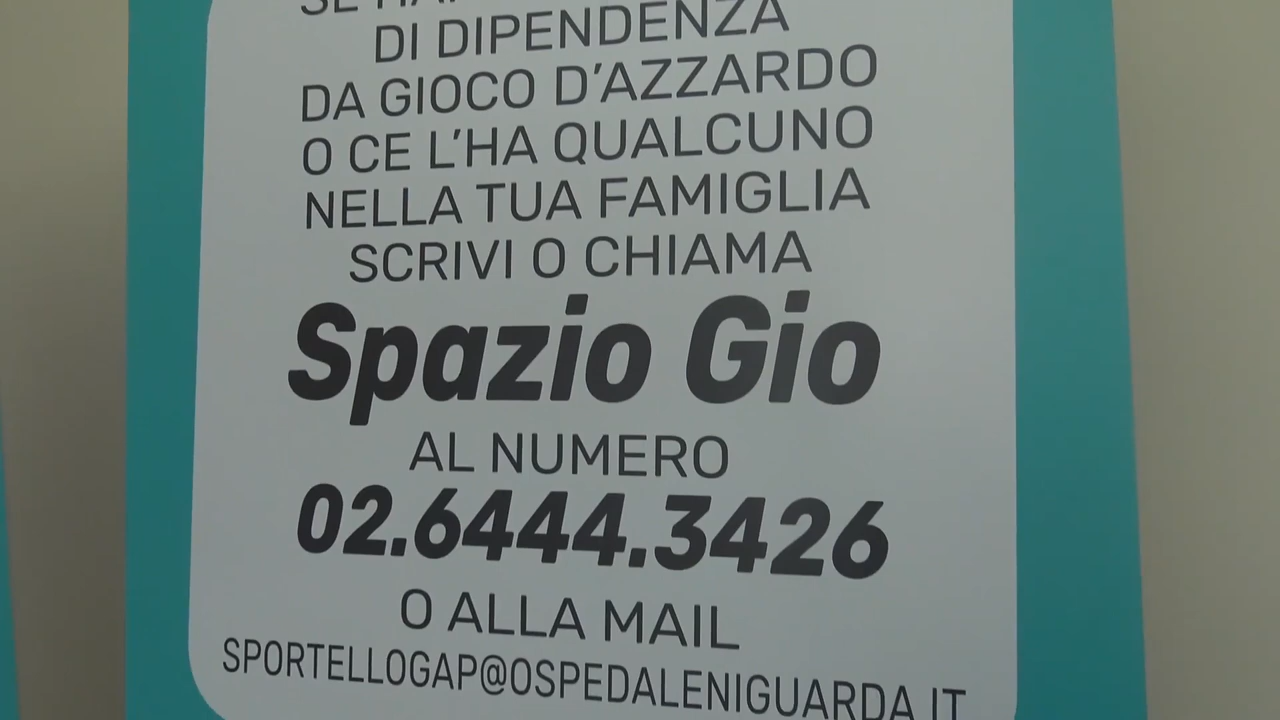 DI DIPENDENZA
DA GIOCO D'AZZARDO
O CE L'HA QUALCUNO
NELLA TUA FAMIGLIA
SCRIVI O CHIAMA
Spazio Gio
AL NUMERO
02.6444.3426
O ALLA MAIL
SPORTELLOGAP@OSPEDALENIGUARDA.IT